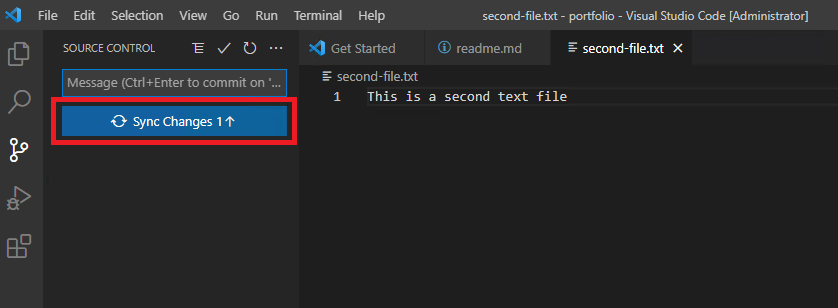 File Edit Selection View Go Run Terminal Help second-file.txt - portfolio - Visual Studio Code [Administrator]
SOURCE CONTROL
Get Started readme.md second-file.txt
Message (Ctrl+Enter to commit on '...
second-file.txt
1 This is a second text file
Sync Changes 1↑